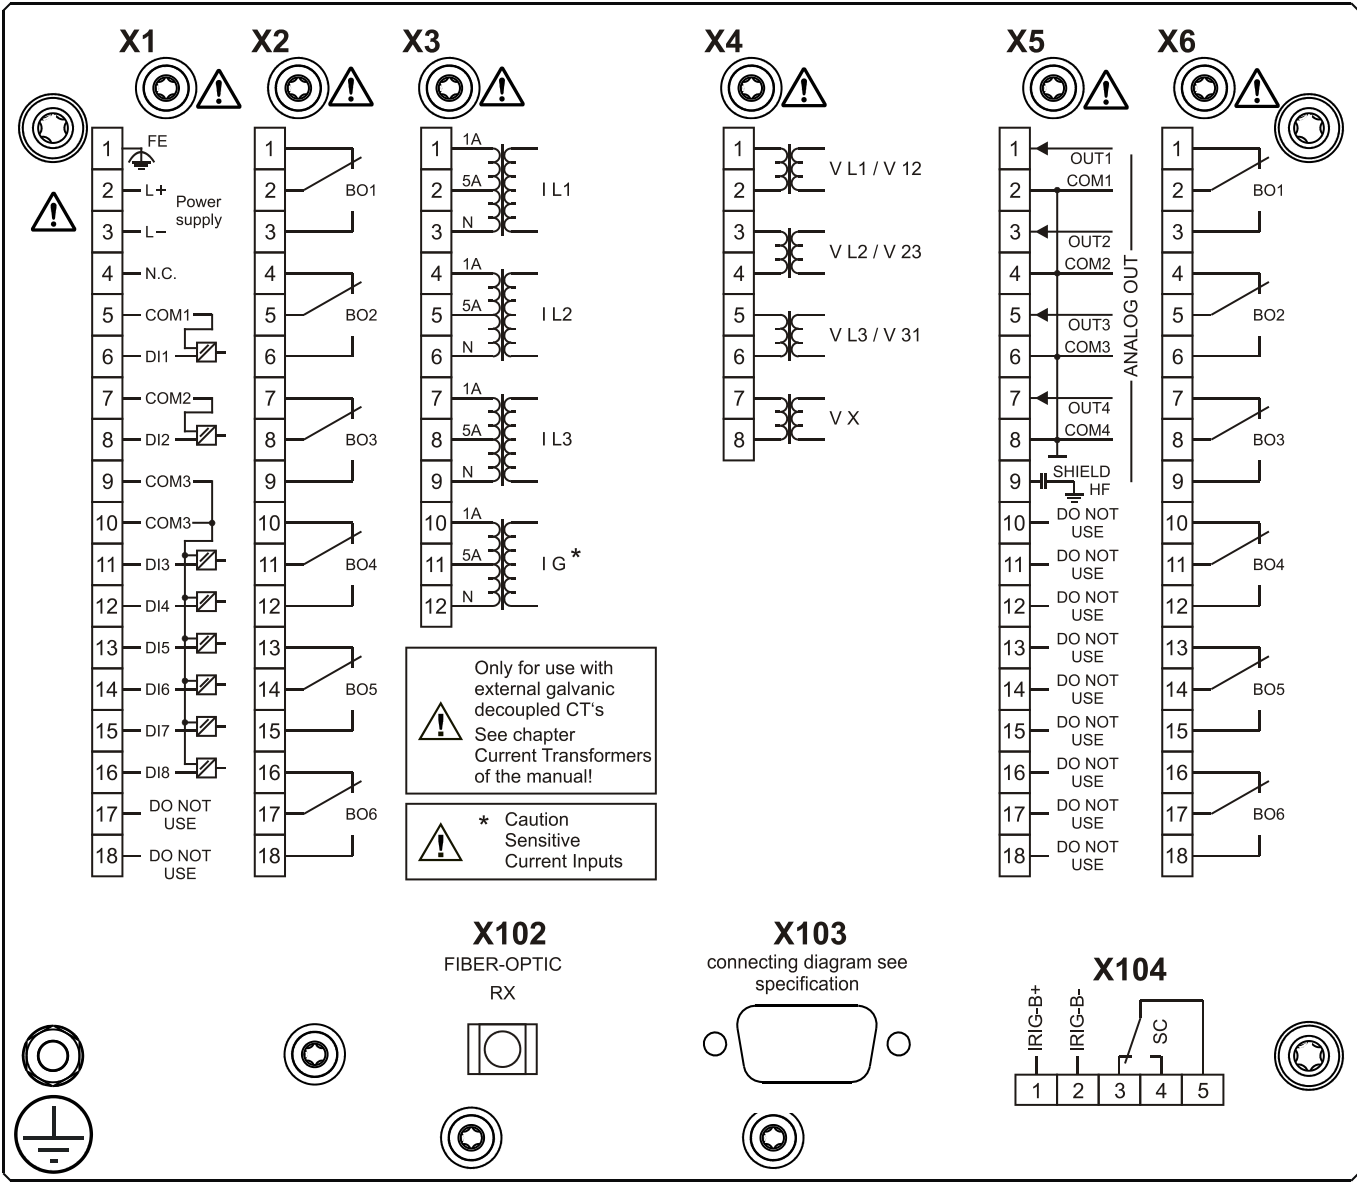 X1
X2
X3
X4
X5
X6
1 FE
2 L+
Power
supply
3 L−
4 N.C.
5 COM1
6 DI1
7 COM2
8 DI2
9 COM3
10 COM3
11 DI3
12 DI4
13 DI5
14 DI6
15 DI7
16 DI8
17 DO NOT
USE
18 DO NOT
USE
1
2 BO1
3
4
5 BO2
6
7
8 BO3
9
10
11 BO4
12
13
14 BO5
15
16
17 BO6
18
1 1A
2 5A I L1
3 N
4 1A
5 5A I L2
6 N
7 1A
8 5A I L3
9 N
10 1A
11 5A I G *
12 N
Only for use with
external galvanic
decoupled CT's
See chapter
Current Transformers
of the manual!
* Caution
Sensitive
Current Inputs
1
V L1 / V 12
2
3
V L2 / V 23
4
5
V L3 / V 31
6
7
V X
8
1 OUT1
2 COM1
3 OUT2
4 COM2
5 OUT3
6 COM3
7 OUT4
8 COM4
ANALOG OUT
9 SHIELD
HF
10 DO NOT
USE
11 DO NOT
USE
12 DO NOT
USE
13 DO NOT
USE
14 DO NOT
USE
15 DO NOT
USE
16 DO NOT
USE
17 DO NOT
USE
18 DO NOT
USE
1
2 BO1
3
4
5 BO2
6
7
8 BO3
9
10
11 BO4
12
13
14 BO5
15
16
17 BO6
18
X102
FIBER-OPTIC
RX
X103
connecting diagram see
specification
X104
IRIG-B+
IRIG-B-
SC
1 2 3 4 5